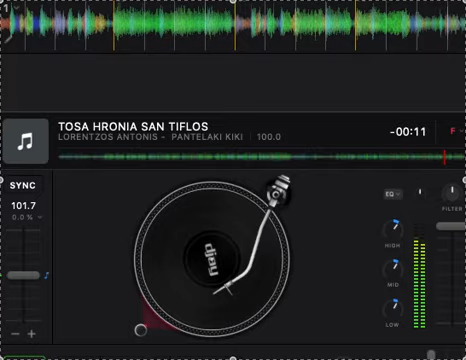 TOSA HRONIA SAN TIFLOS
LORENTZOS ANTONIS - PANTELAKI KIKI 100.0
-00:11
F
SYNC
101.7
0.0 %
djay
EQ
FILTER
HIGH
MID
LOW